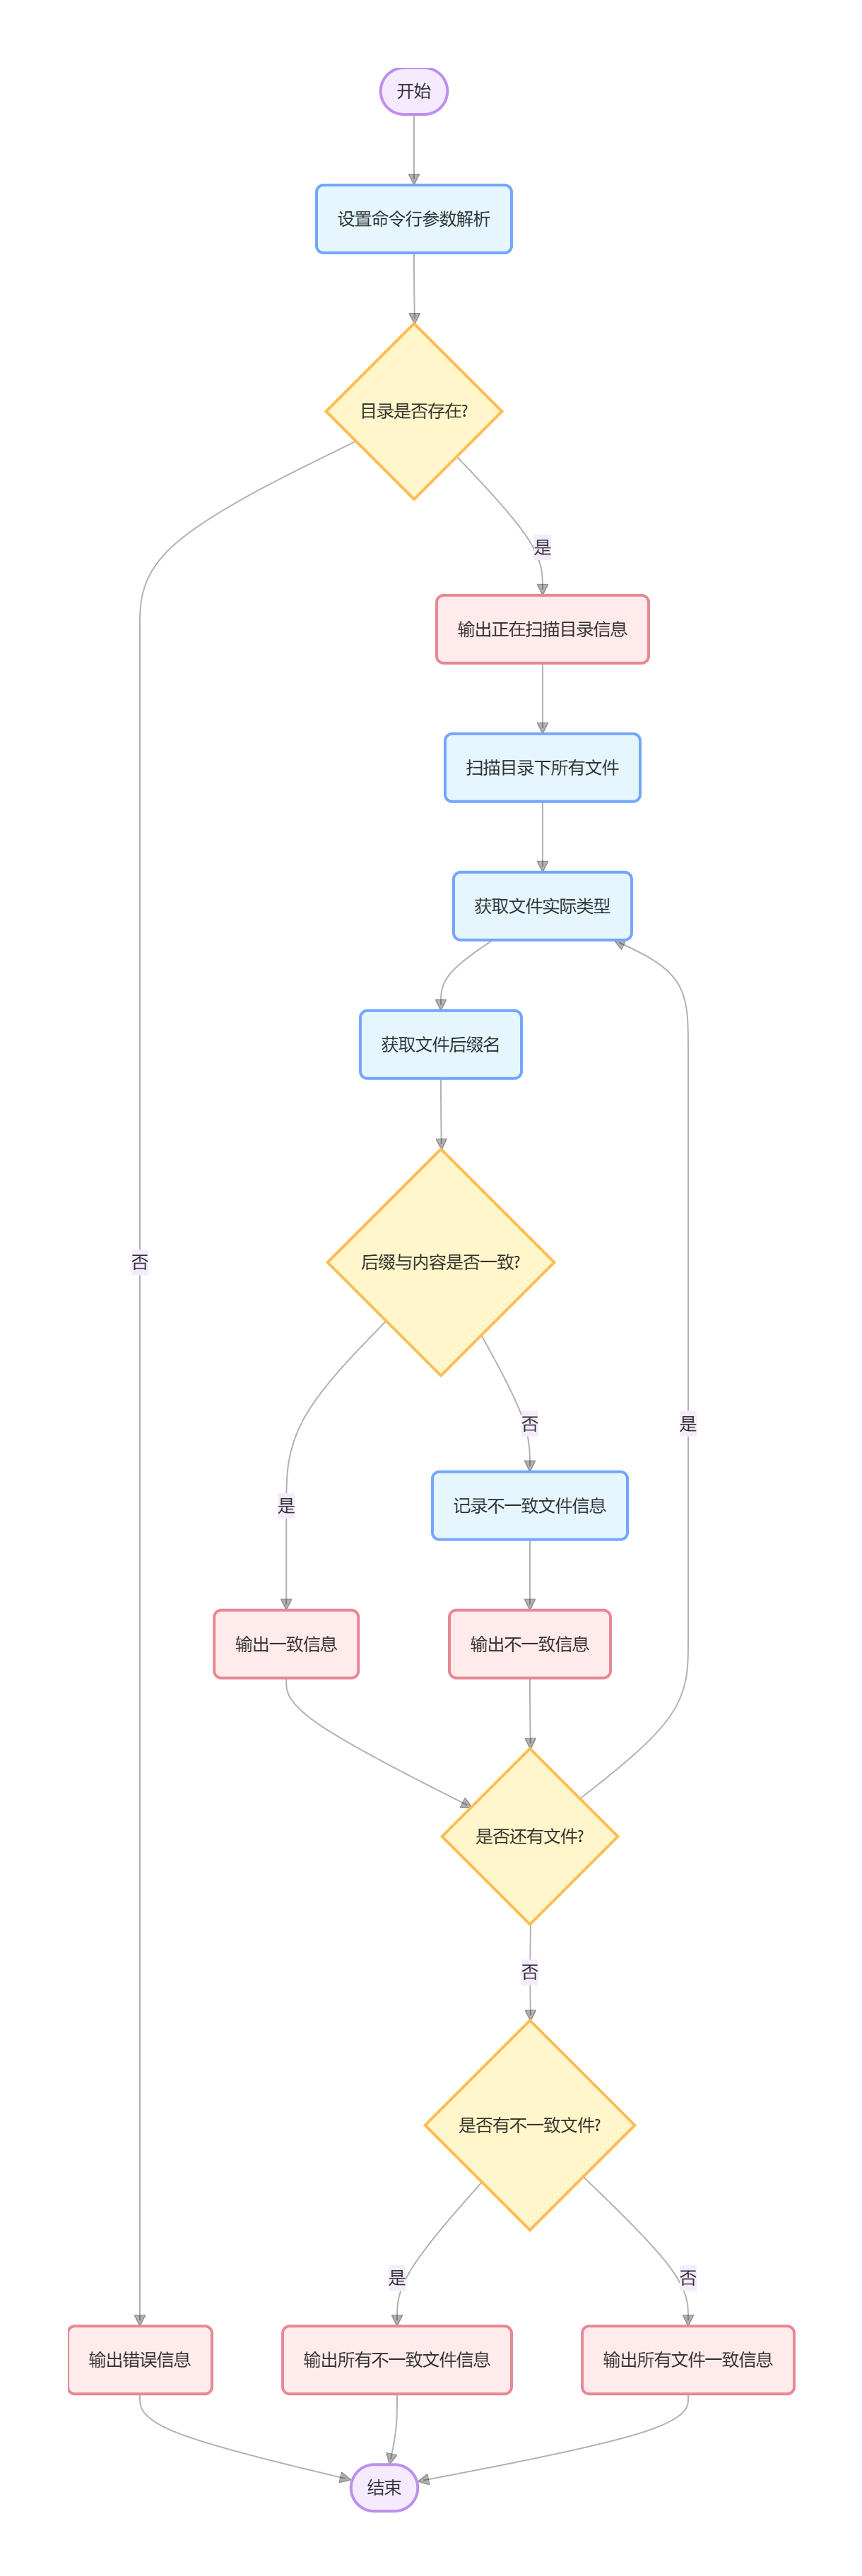 开始
设置命令行参数解析
目录是否存在?
是
输出正在扫描目录信息
扫描目录下所有文件
获取文件实际类型
获取文件后缀名
后缀与内容是否一致?
否
否
是
是
记录不一致文件信息
输出一致信息
输出不一致信息
是否还有文件?
否
是否有不一致文件?
是
否
输出错误信息
输出所有不一致文件信息
输出所有文件一致信息
结束